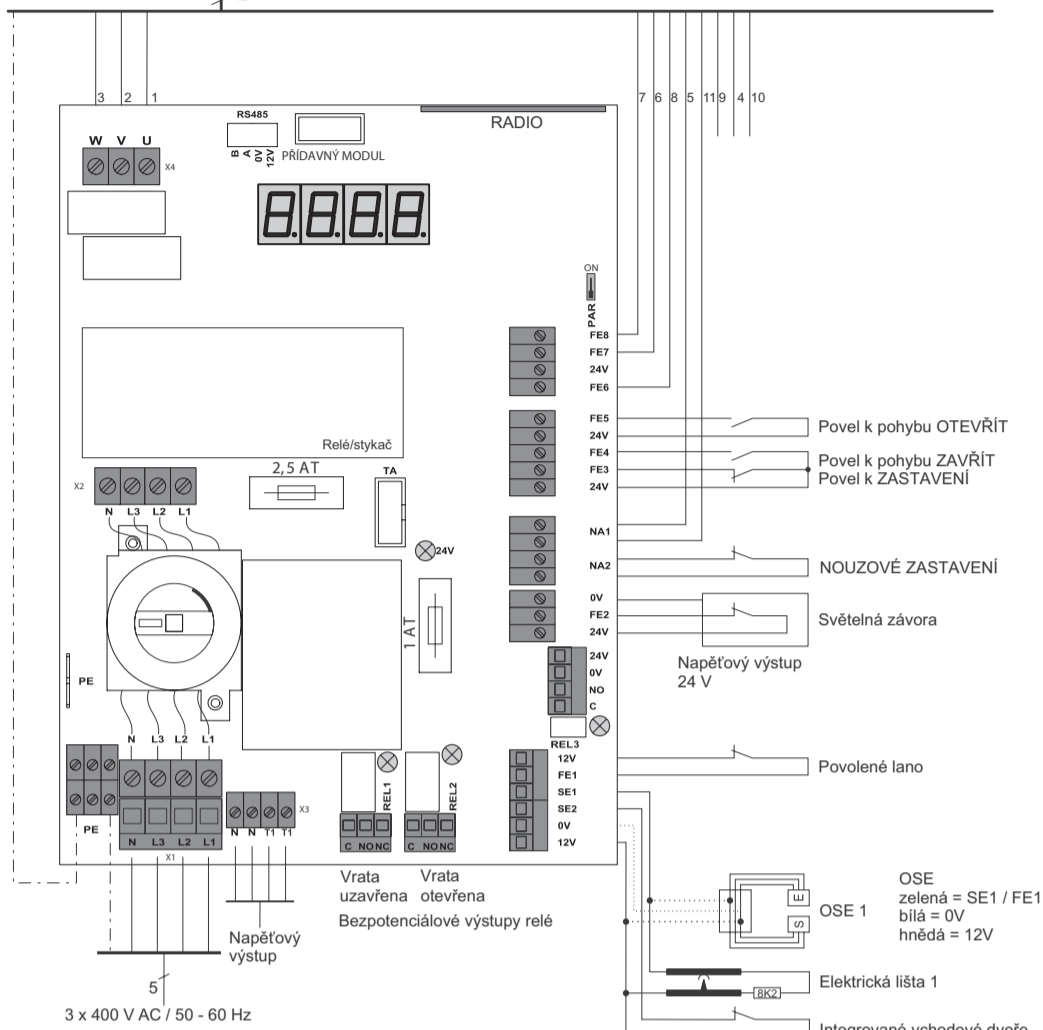 3 2 1
7 6 8 5 11 9 4 10
RS485
B A 0V 12V
PŘÍDAVNÝ MODUL
RADIO
W V U
X4
ON
PAR
FE8
FE7
24V
FE6
FE5
24V
FE4
FE3
24V
Povel k pohybu OTEVŘÍT
Povel k pohybu ZAVŘÍT
Povel k ZASTAVENÍ
Relé/stykač
2,5 AT
TA
X2
N L3 L2 L1
24V
NA1
NA2
NOUZOVÉ ZASTAVENÍ
0V
FE2
24V
Světelná závora
Napěťový výstup
24 V
1 AT
24V
0V
NO
C
REL3
PE
N L3 L2 L1
12V
FE1
SE1
SE2
0V
12V
Povolené lano
REL1
REL2
C NO NC
C NO NC
PE
N L3 L2 L1
X1
N N T1 T1
X3
Vrata
uzavřena
Vrata
otevřena
Bezpotenciálové výstupy relé
Napěťový
výstup
5
3 x 400 V AC / 50 - 60 Hz
E
S
OSE 1
OSE
zelená = SE1 / FE1
bílá = 0V
hnědá = 12V
8K2
Elektrická lišta 1
Integrované vchodové dveře